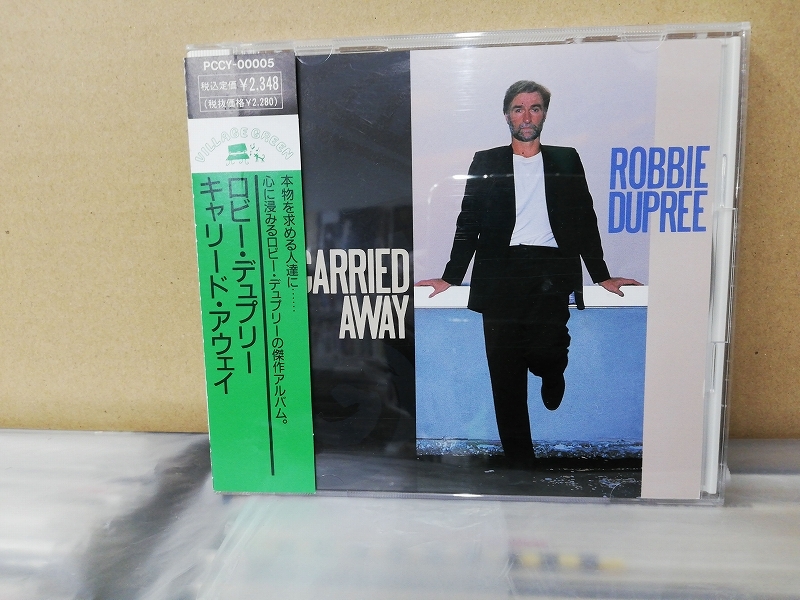 PCCY-00005
税込定価¥2.348
(税抜価格¥2.280)
VILLAGE GREEN
本物を求める人達に……
心に浸みるロビー・デュプリーの傑作アルバム。
ロビー・デュプリー
キャリード・アウェイ
CARRIED
AWAY
ROBBIE
DUPREE